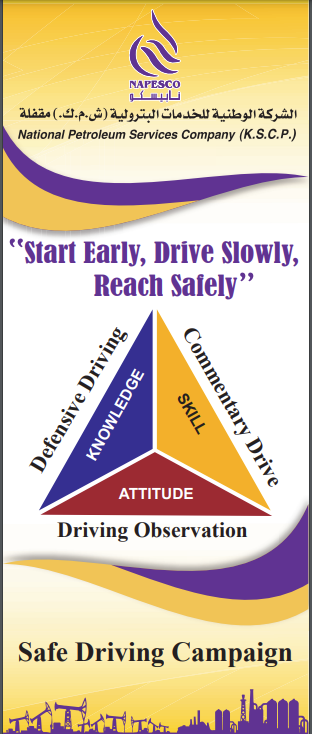 NAPESCO
نابيسكو
الشركة الوطنية للخدمات البترولية (ش.م.ك.) مقفلة
National Petroleum Services Company (K.S.C.P.)
“Start Early, Drive Slowly,
Reach Safely”
Defensive Driving
KNOWLEDGE
Commentary Drive
SKILL
ATTITUDE
Driving Observation
Safe Driving Campaign